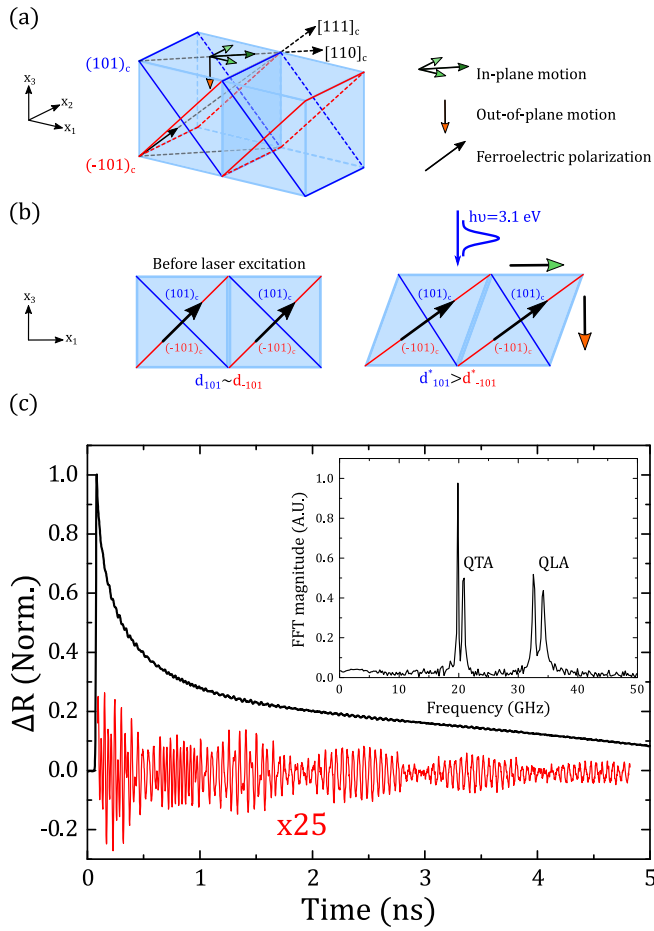 (a)
[111]c
[110]c
(101)c
x3
x2
x1
(-101)c
In-plane motion
Out-of-plane motion
Ferroelectric polarization
(b)
hυ=3.1 eV
Before laser excitation
x3
x1
(101)c
(101)c
(-101)c
(-101)c
d101~d-101
(101)c
(101)c
(-101)c
(-101)c
d*101>d*-101
(c)
ΔR (Norm.)
1.0
0.8
0.6
0.4
0.2
0.0
-0.2
x25
0
1
2
3
4
5
Time (ns)
FFT magnitude (A.U.)
1.0
0.8
0.6
0.4
0.2
0.0
QTA
QLA
0
10
20
30
40
50
Frequency (GHz)